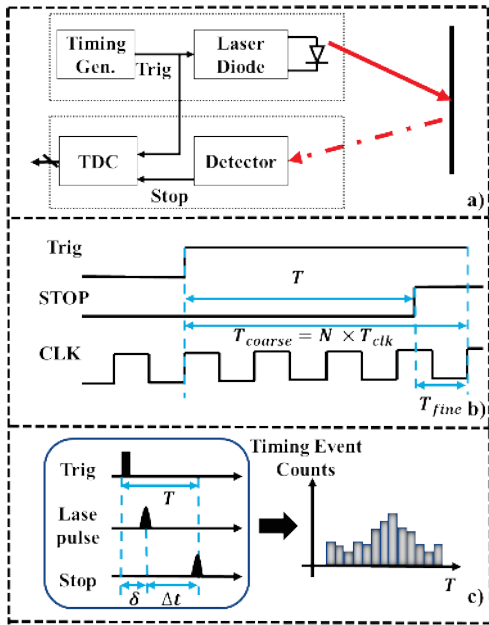 Timing
Gen.
Trig
Laser
Diode
TDC
Detector
Stop
a)
Trig
T
STOP
T_coarse = N × T_clk
CLK
T_fine
b)
Trig
T
Lase
pulse
Stop
δ
Δt
Timing Event
Counts
T
c)